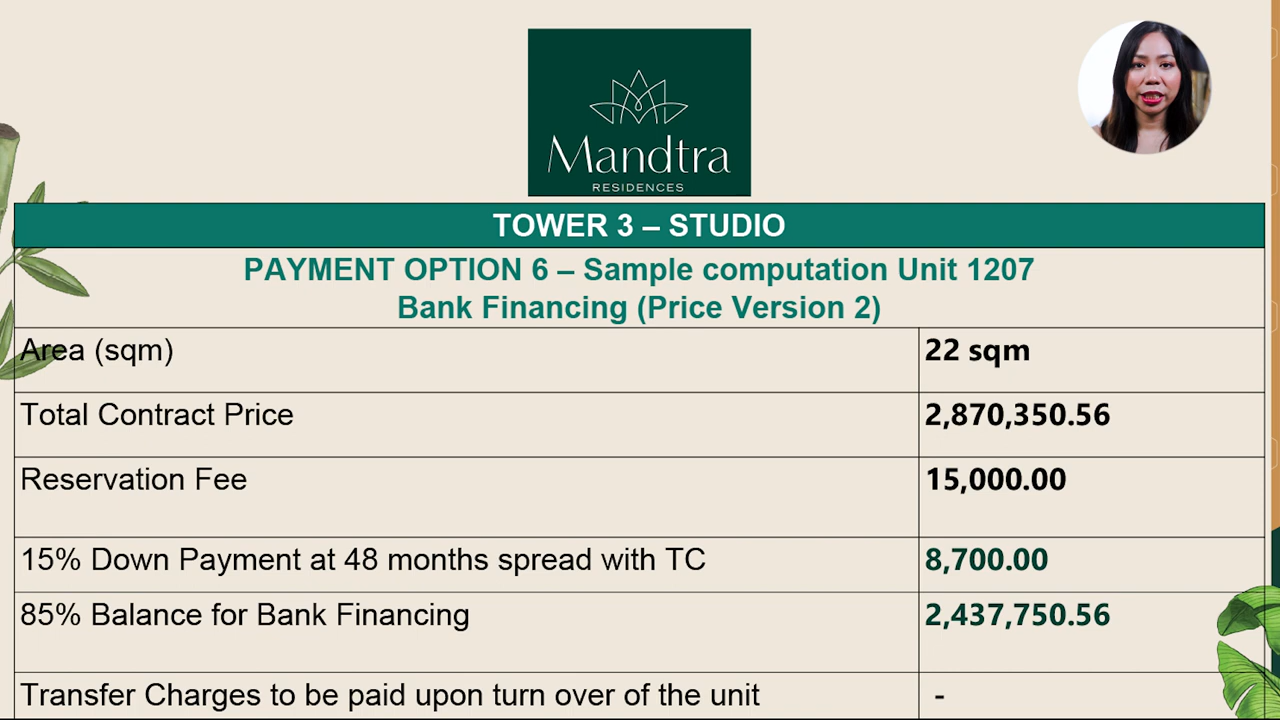 Mandtra
RESIDENCES
TOWER 3 – STUDIO
PAYMENT OPTION 6 – Sample computation Unit 1207
Bank Financing (Price Version 2)
Area (sqm) 22 sqm
Total Contract Price 2,870,350.56
Reservation Fee 15,000.00
15% Down Payment at 48 months spread with TC 8,700.00
85% Balance for Bank Financing 2,437,750.56
Transfer Charges to be paid upon turn over of the unit -